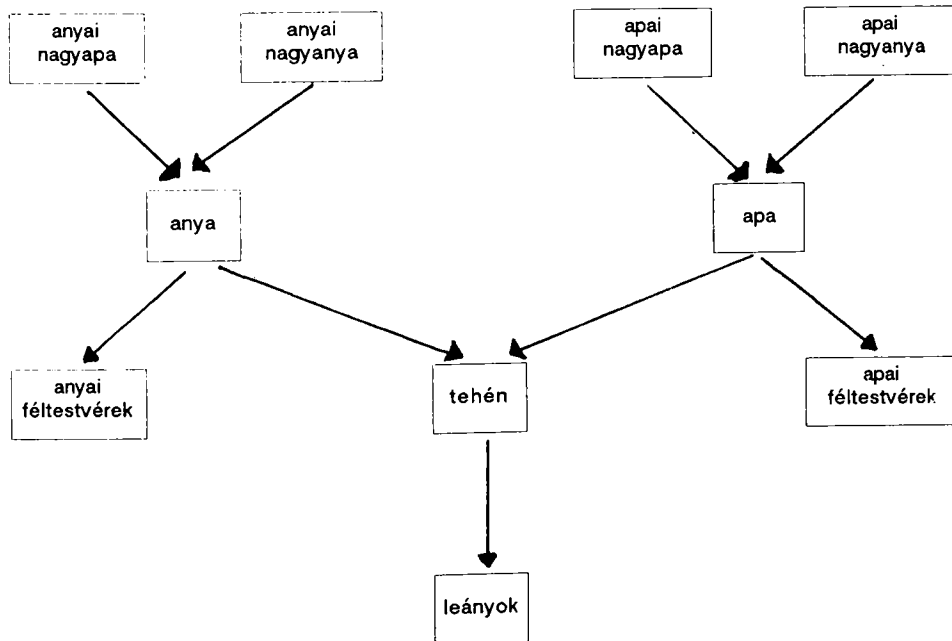 anyai
nagyapa
anyai
nagyanya
apai
nagyapa
apai
nagyanya
anya
apa
anyai
féltestvérek
tehén
apai
féltestvérek
leányok